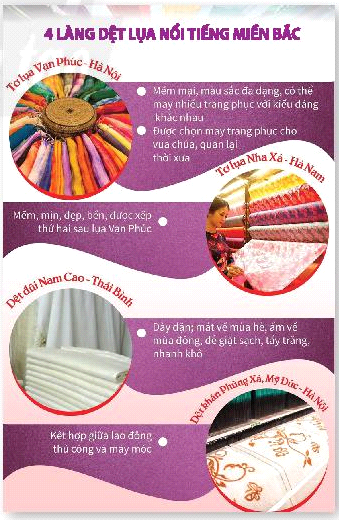 4 LÀNG DỆT LỤA NỔI TIẾNG MIỀN BẮC
Tơ lụa Vạn Phúc - Hà Nội
Mềm mại, màu sắc đa dạng, có thể
may nhiều trang phục với kiểu dáng
khác nhau
Được chọn may trang phục cho
vua chúa, quan lại
thời xưa
Tơ lụa Nha Xá - Hà Nam
Mềm, mịn, đẹp, bền, được xếp
thứ hai sau lụa Vạn Phúc
Dệt đũi Nam Cao - Thái Bình
Dày dặn; mát về mùa hè, ấm về
mùa đông, dễ giặt sạch, tẩy trắng,
nhanh khô
Dệt khăn Phùng Xá, Mỹ Đức - Hà Nội
Kết hợp giữa lao động
thủ công và máy móc